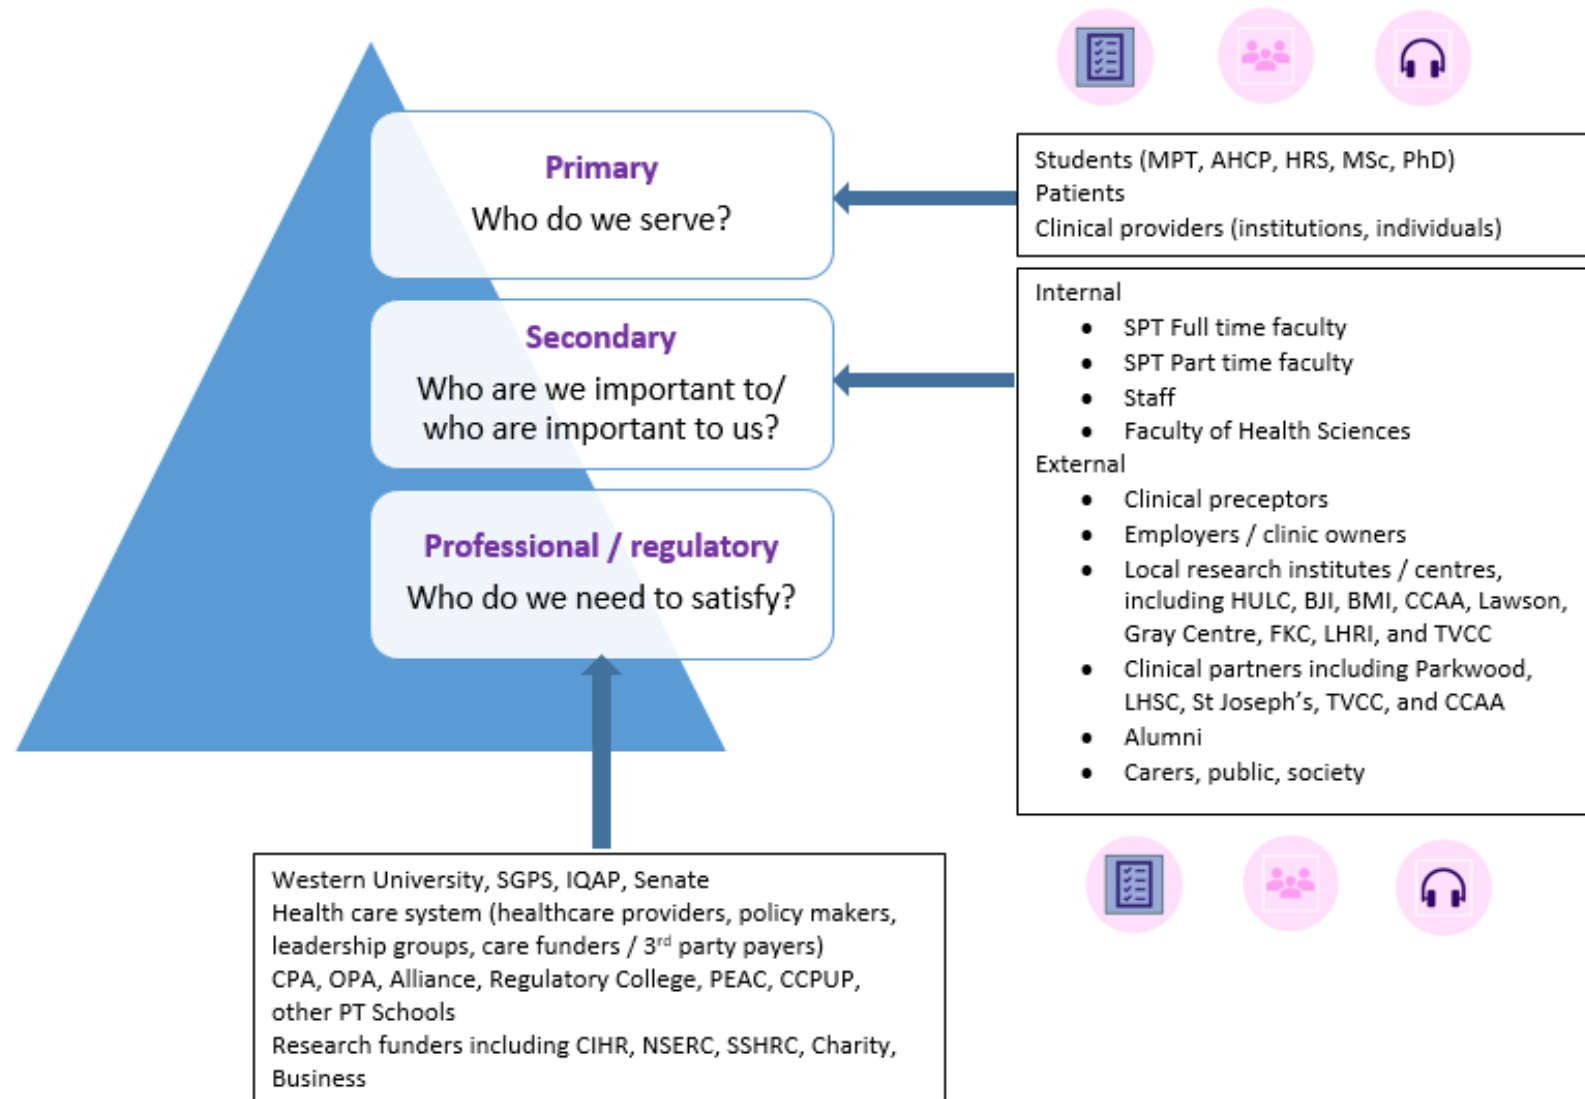 Primary
Who do we serve?
Secondary
Who are we important to/
who are important to us?
Professional / regulatory
Who do we need to satisfy?
Students (MPT, AHCP, HRS, MSc, PhD)
Patients
Clinical providers (institutions, individuals)
Internal
• SPT Full time faculty
• SPT Part time faculty
• Staff
• Faculty of Health Sciences
External
• Clinical preceptors
• Employers / clinic owners
• Local research institutes / centres,
including HULC, BJI, BMI, CCAA, Lawson,
Gray Centre, FKC, LHRI, and TVCC
• Clinical partners including Parkwood,
LHSC, St Joseph’s, TVCC, and CCAA
• Alumni
• Carers, public, society
Western University, SGPS, IQAP, Senate
Health care system (healthcare providers, policy makers,
leadership groups, care funders / 3rd party payers)
CPA, OPA, Alliance, Regulatory College, PEAC, CCPUP,
other PT Schools
Research funders including CIHR, NSERC, SSHRC, Charity,
Business